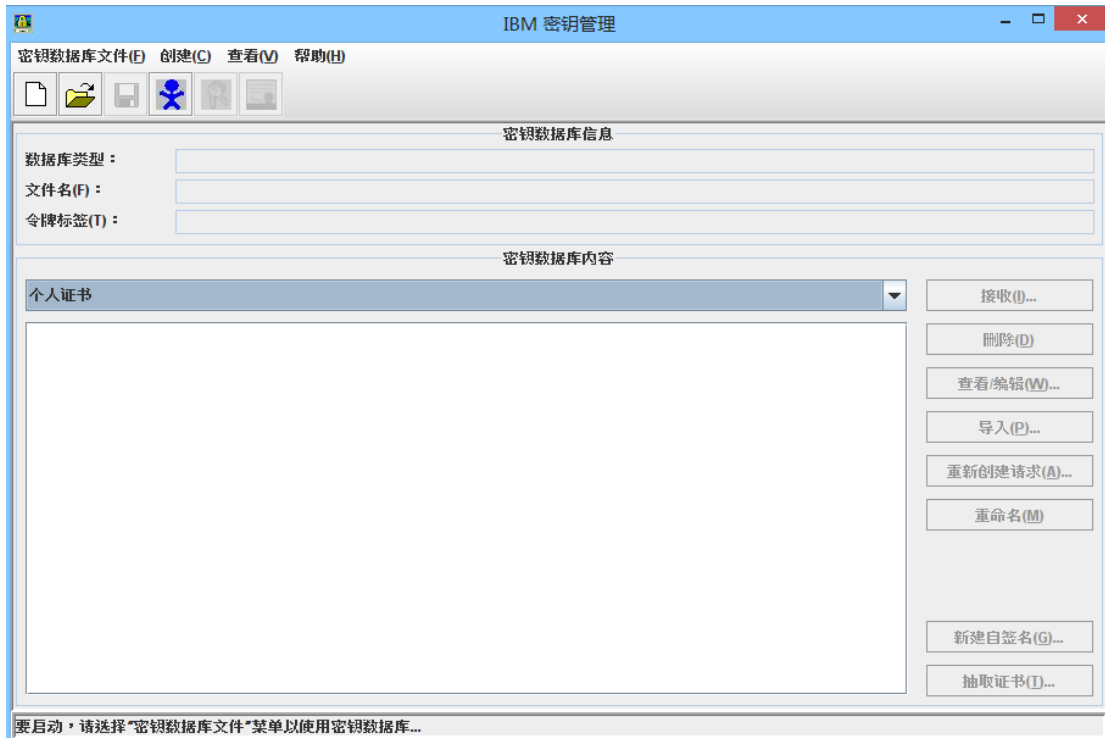 IBM 密钥管理
密钥数据库文件(F) 创建(C) 查看(V) 帮助(H)
密钥数据库信息
数据库类型：
文件名(F)：
令牌标签(T)：
密钥数据库内容
个人证书
接收(I)...
删除(D)
查看/编辑(W)...
导入(P)...
重新创建请求(A)...
重命名(M)
新建自签名(G)...
抽取证书(T)...
要启动，请选择“密钥数据库文件”菜单以使用密钥数据库...